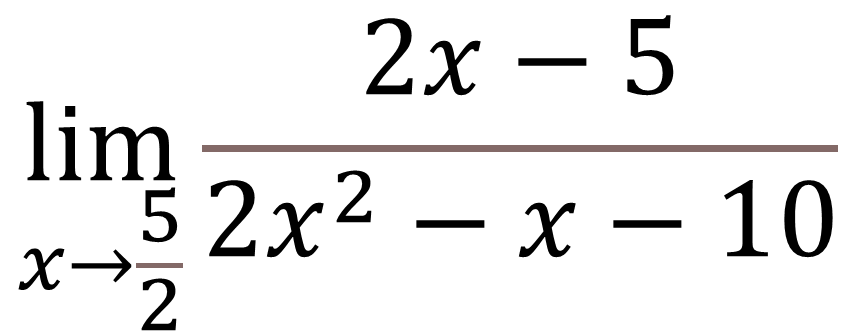 lim x→5/2 (2x − 5)/(2x² − x − 10)